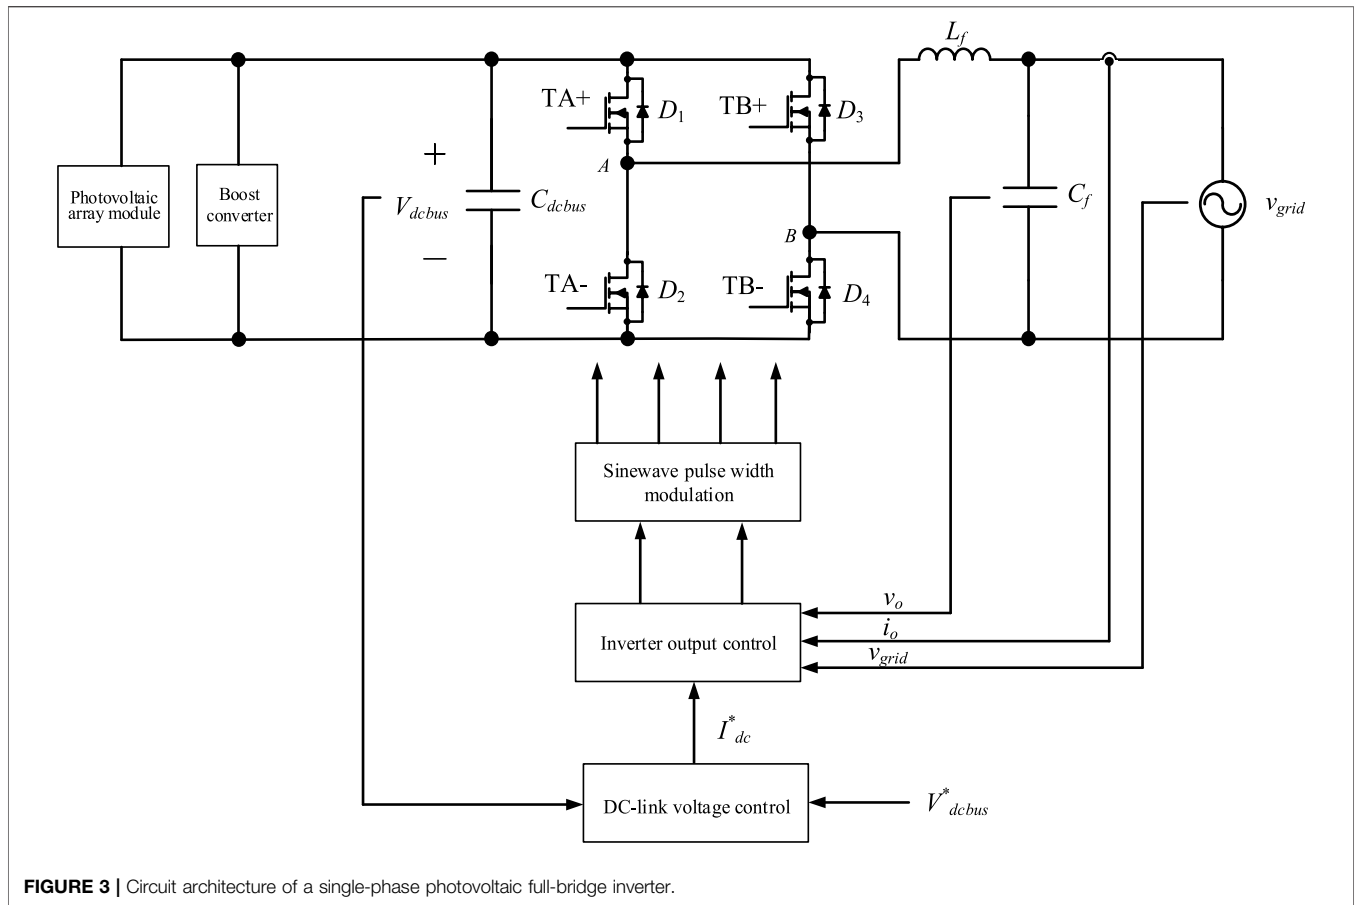 L_f
TA+
D_1
TB+
D_3
+
A
Photovoltaic
array module
Boost
converter
V_dcbus
C_dcbus
C_f
v_grid
B
—
TA-
D_2
TB-
D_4
Sinewave pulse width
modulation
v_o
Inverter output control
i_o
v_grid
I*_dc
DC-link voltage control
V*_dcbus
FIGURE 3 | Circuit architecture of a single-phase photovoltaic full-bridge inverter.